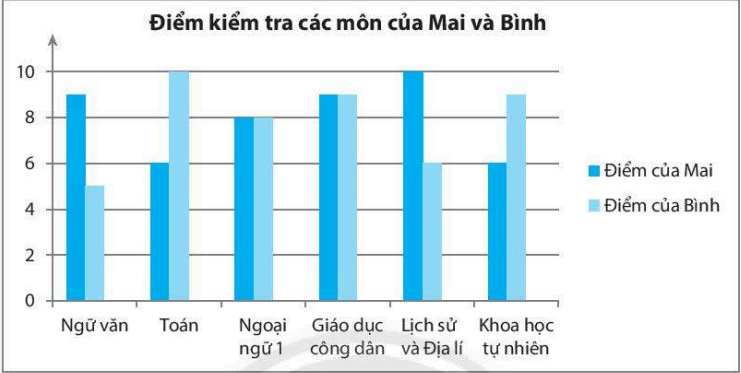 Điểm kiểm tra các môn của Mai và Bình
10
8
6
4
2
0
Ngữ văn
Toán
Ngoại
ngữ 1
Giáo dục
công dân
Lịch sử
và Địa lí
Khoa học
tự nhiên
Điểm của Mai
Điểm của Bình